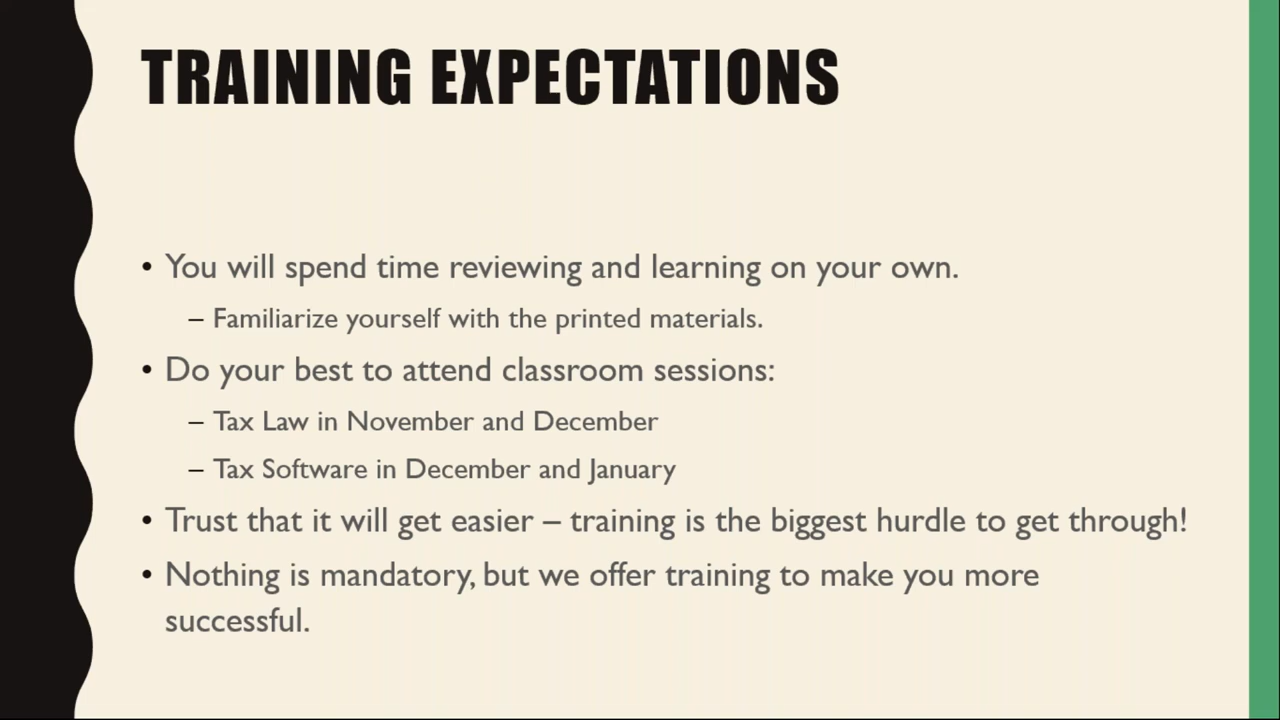 TRAINING EXPECTATIONS
• You will spend time reviewing and learning on your own.
– Familiarize yourself with the printed materials.
• Do your best to attend classroom sessions:
– Tax Law in November and December
– Tax Software in December and January
• Trust that it will get easier – training is the biggest hurdle to get through!
• Nothing is mandatory, but we offer training to make you more
successful.